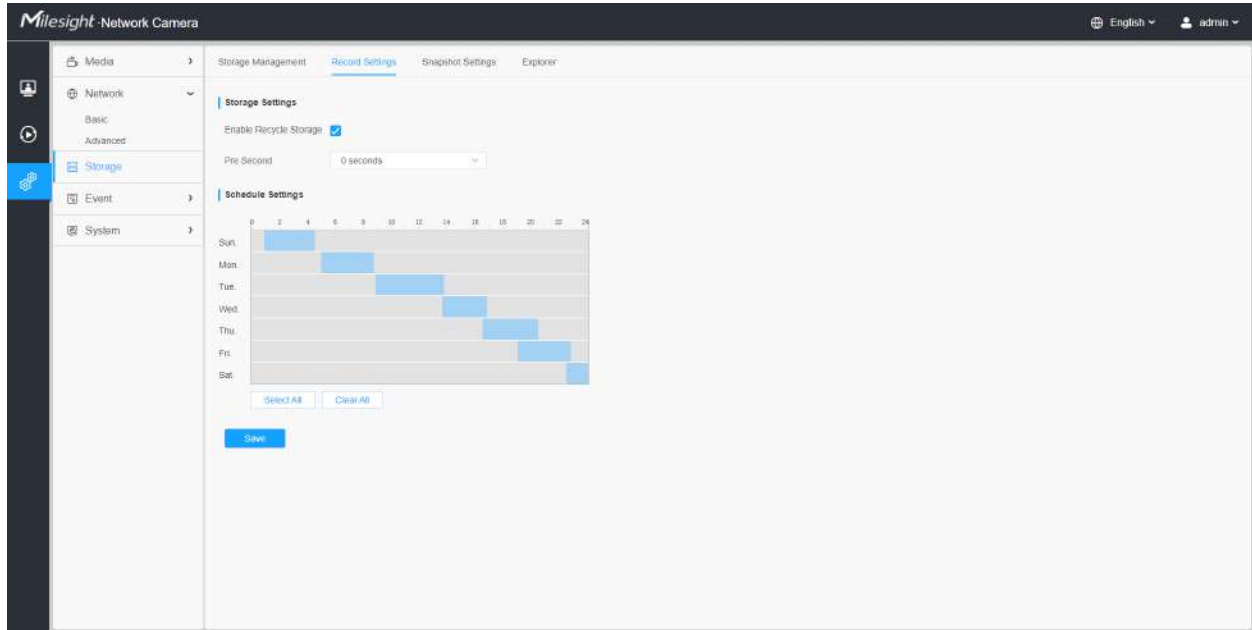 Milesight·Network Camera
English
admin
Media
Network
Basic
Advanced
Storage
Event
System
Storage Management Record Settings Snapshot Settings Explorer
Storage Settings
Enable Recycle Storage
Pre Second 0 seconds
Schedule Settings
0 2 4 6 8 10 12 14 16 18 20 22 24
Sun.
Mon.
Tue.
Wed.
Thu.
Fri.
Sat.
Select All Clear All
Save